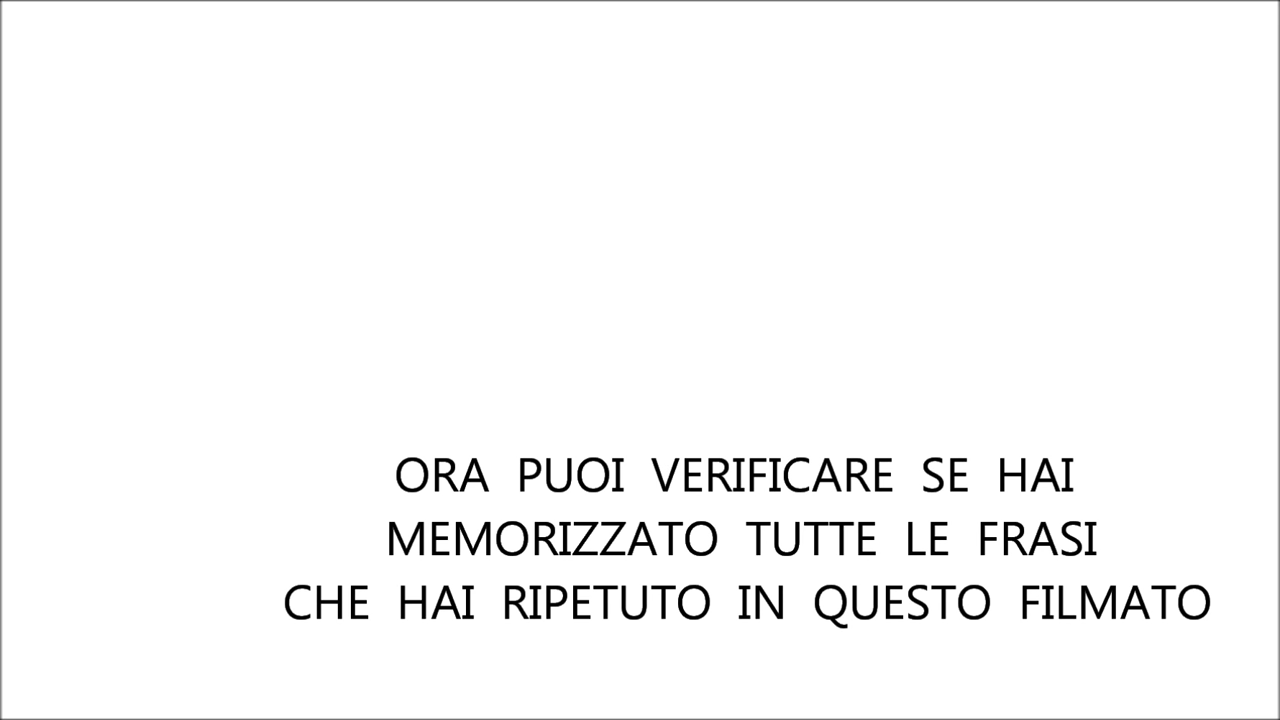 ORA PUOI VERIFICARE SE HAI
MEMORIZZATO TUTTE LE FRASI
CHE HAI RIPETUTO IN QUESTO FILMATO